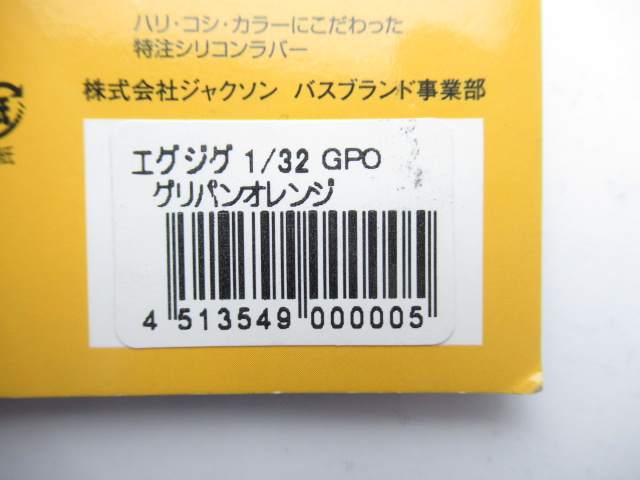 ハリ・コシ・カラーにこだわった
特注シリコンラバー
株式会社ジャクソン バスブランド事業部
紙
エグジグ 1/32 GPO
グリパンオレンジ
4 513549 000005